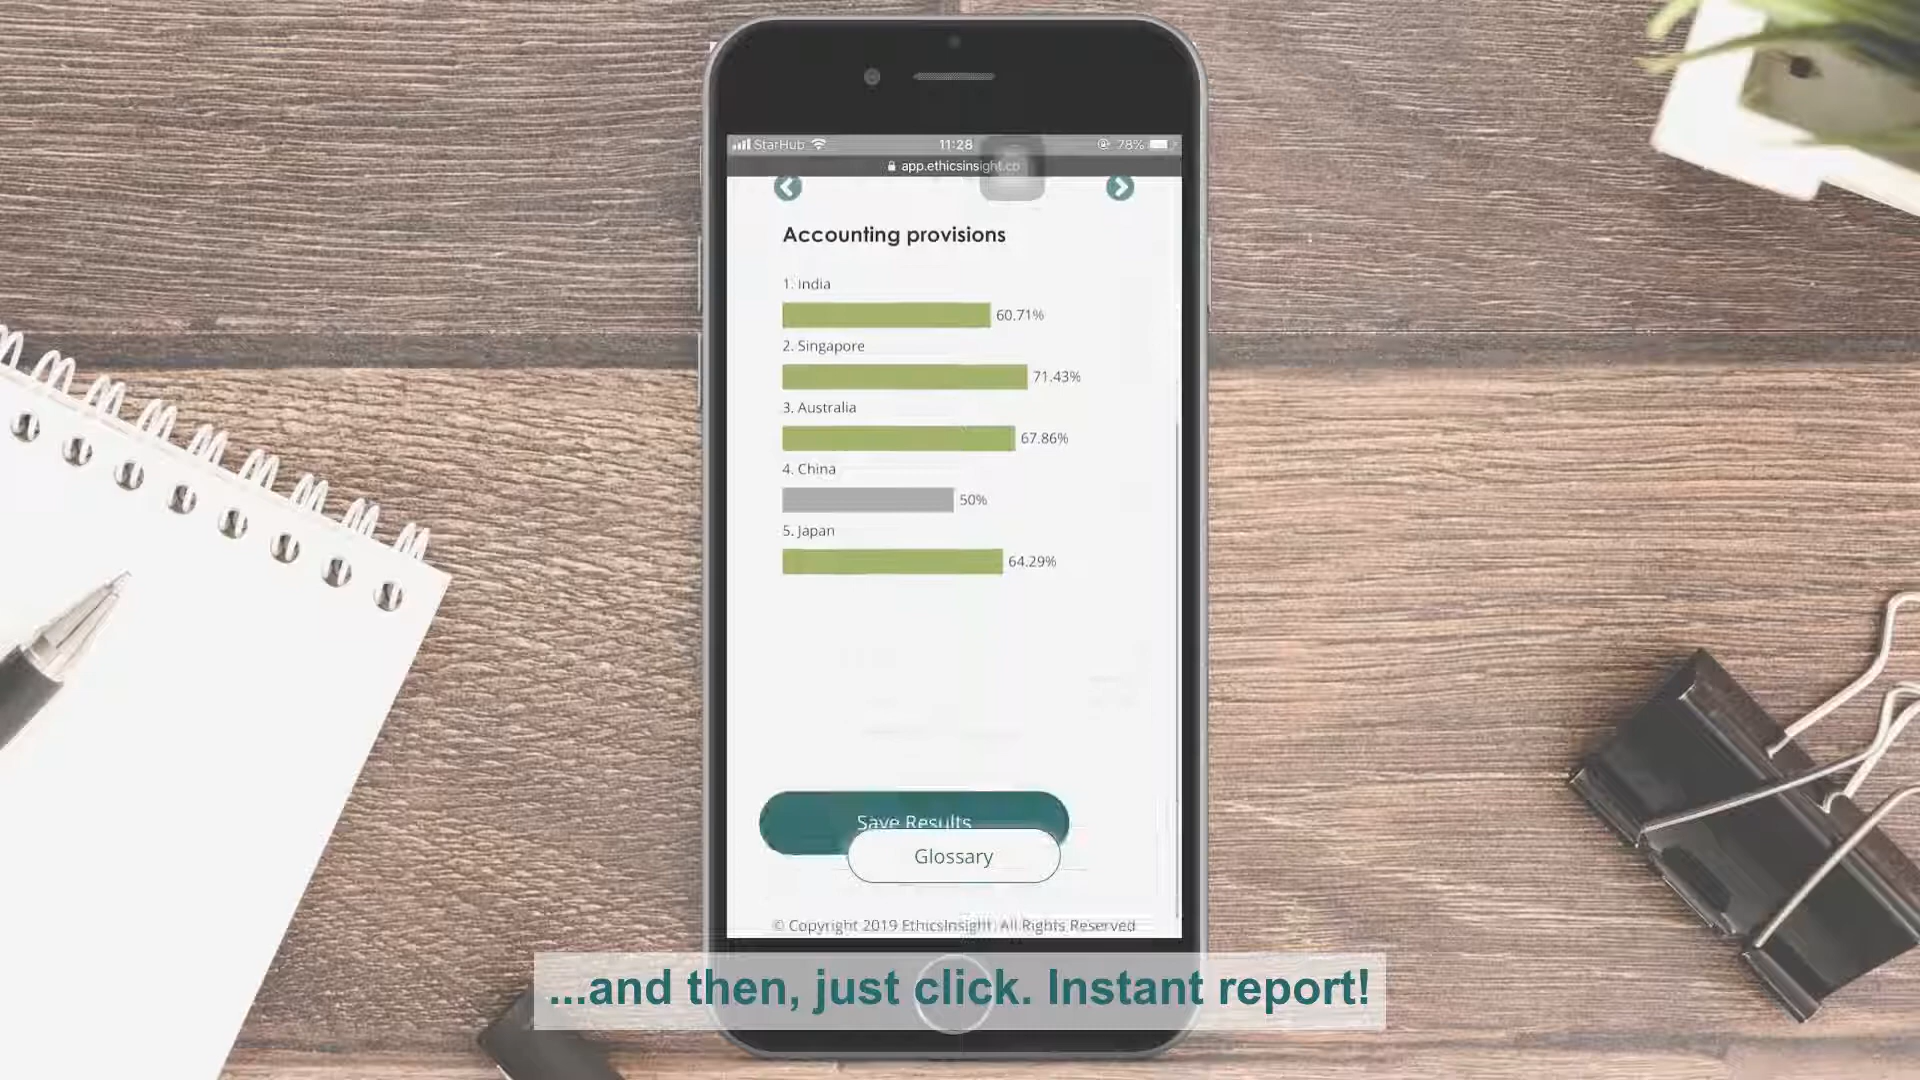 StarHub
11:28
78%
app.ethicsinsight.co
Accounting provisions
1. India
60.71%
2. Singapore
71.43%
3. Australia
67.86%
4. China
50%
5. Japan
64.29%
Save Results
Glossary
© Copyright 2019 EthicsInsight. All Rights Reserved
...and then, just click. Instant report!